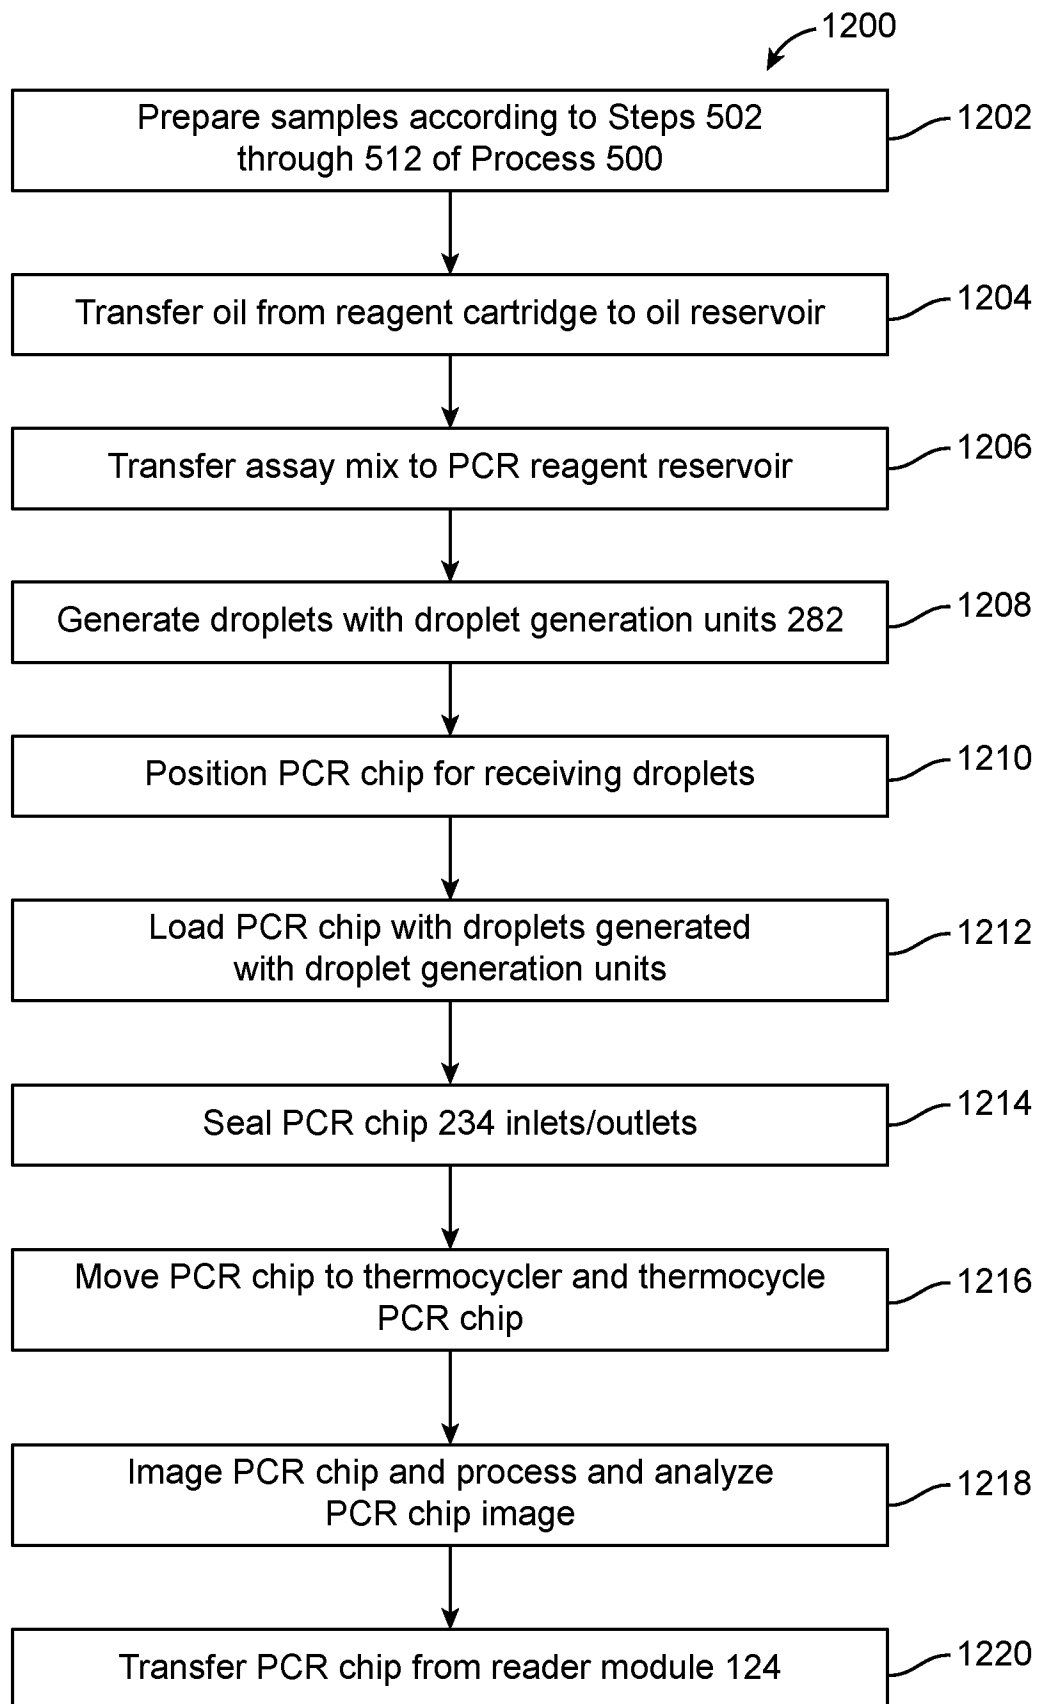 1200
Prepare samples according to Steps 502
through 512 of Process 500
1202
Transfer oil from reagent cartridge to oil reservoir
1204
Transfer assay mix to PCR reagent reservoir
1206
Generate droplets with droplet generation units 282
1208
Position PCR chip for receiving droplets
1210
Load PCR chip with droplets generated
with droplet generation units
1212
Seal PCR chip 234 inlets/outlets
1214
Move PCR chip to thermocycler and thermocycle
PCR chip
1216
Image PCR chip and process and analyze
PCR chip image
1218
Transfer PCR chip from reader module 124
1220